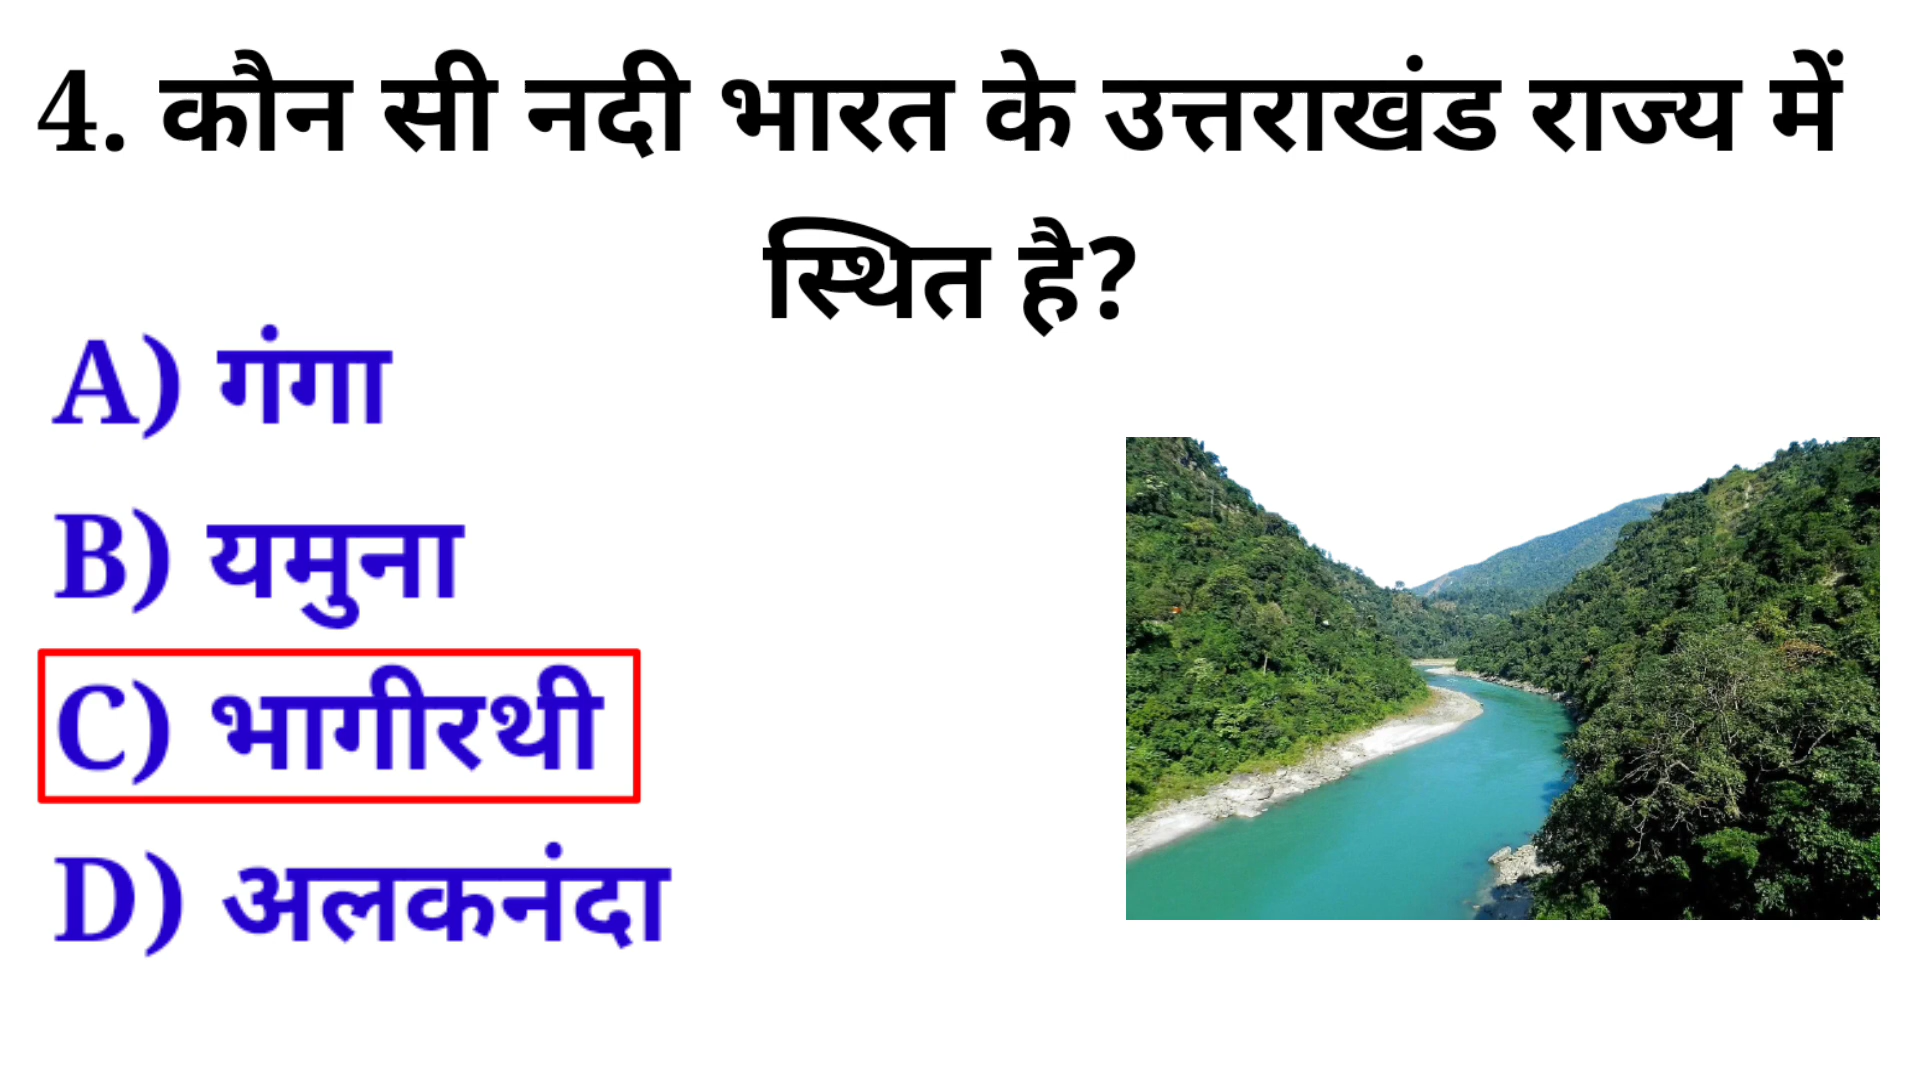 4. कौन सी नदी भारत के उत्तराखंड राज्य में
स्थित है?
A) गंगा
B) यमुना
C) भागीरथी
D) अलकनंदा